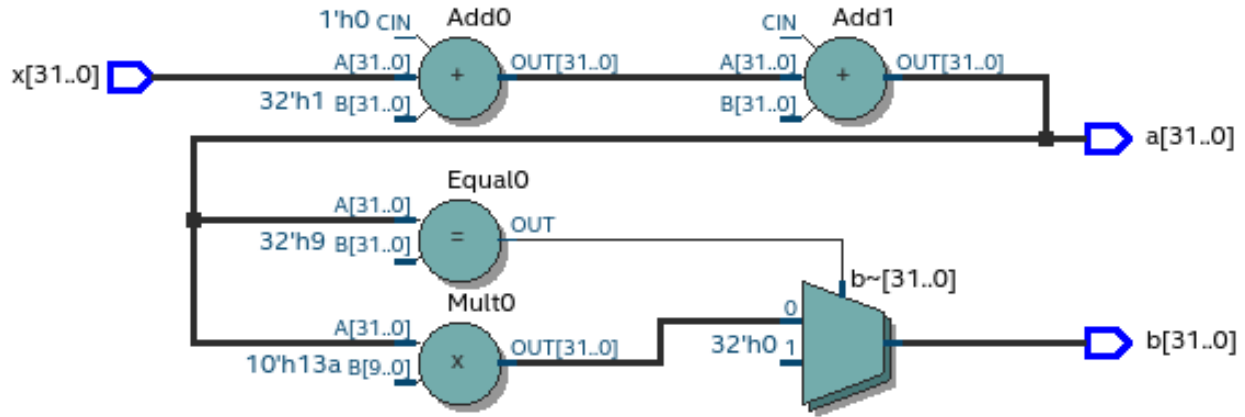 Add0
Add1
1'h0 CIN
CIN
x[31..0]
A[31..0]
+
OUT[31..0]
A[31..0]
+
OUT[31..0]
32'h1 B[31..0]
B[31..0]
a[31..0]
Equal0
A[31..0]
=
OUT
32'h9 B[31..0]
b~[31..0]
Mult0
0
A[31..0]
x
OUT[31..0]
32'h0 1
b[31..0]
10'h13a B[9..0]